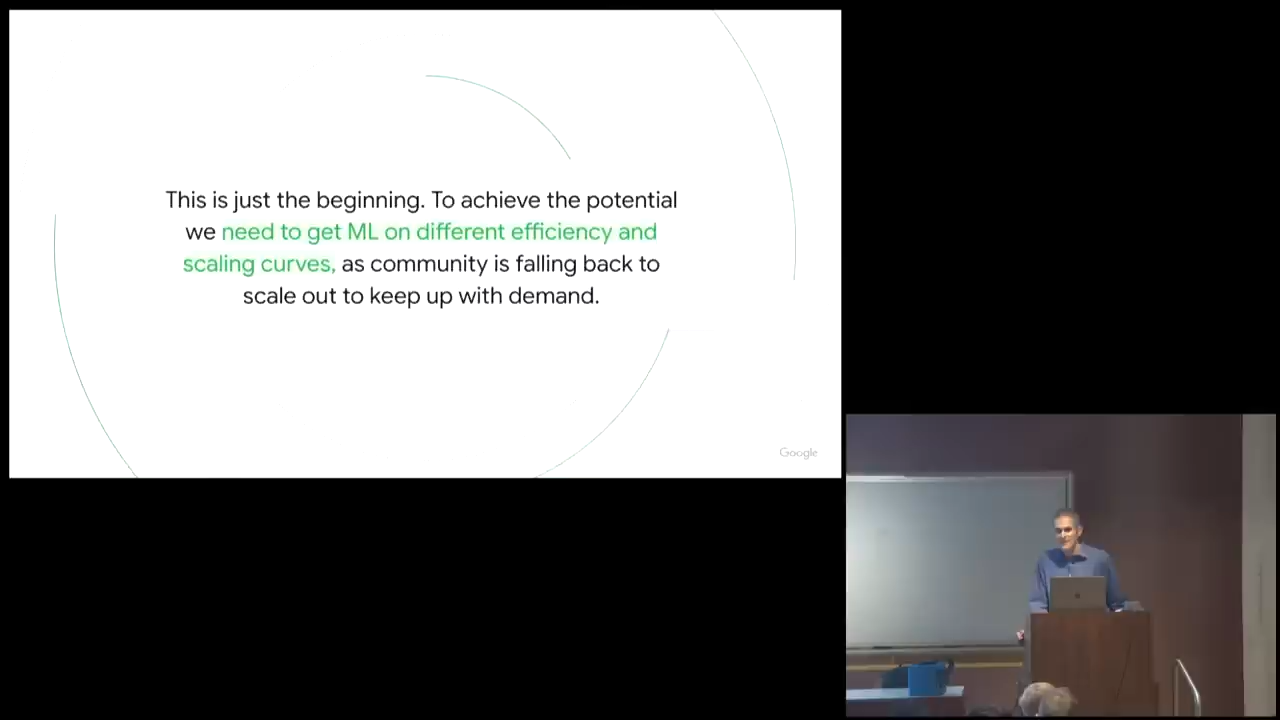 This is just the beginning. To achieve the potential
we need to get ML on different efficiency and
scaling curves, as community is falling back to
scale out to keep up with demand.
Google